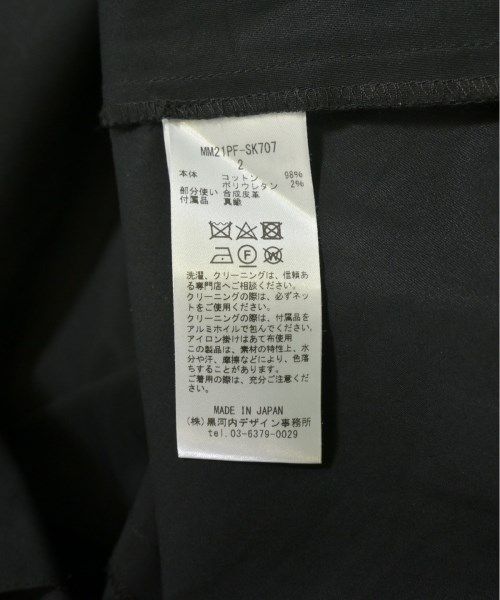 MM21PF-SK707
2
本体 コットン 98%
ポリウレタン 2%
部分使い 合成皮革
付属品 真鍮
洗濯、クリーニングは、信頼あ
る専門店へご相談ください。
クリーニングの際は、必ずネッ
トをご使用ください。
クリーニングの際は、付属品を
アルミホイルで包んでください。
アイロン掛けはあて布使用
この製品は、素材の特性上、水
分や汗、摩擦などにより、色落
ちすることがあります。
ご着用の際は、充分ご注意くだ
さい。
MADE IN JAPAN
(株)黒河内デザイン事務所
tel.03-6379-0029